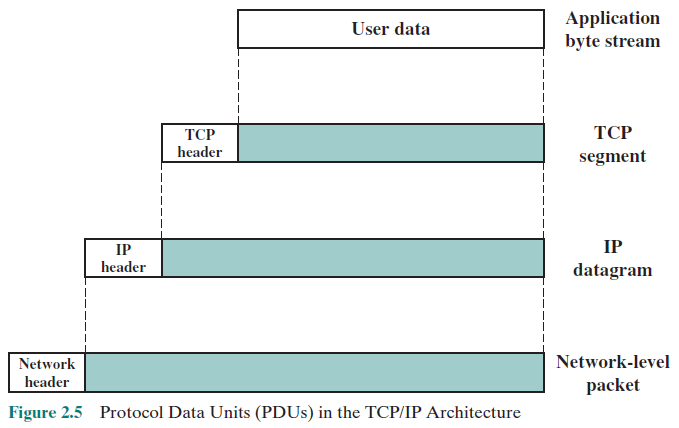 User data
Application
byte stream
TCP
header
TCP
segment
IP
header
IP
datagram
Network
header
Network-level
packet
Figure 2.5 Protocol Data Units (PDUs) in the TCP/IP Architecture